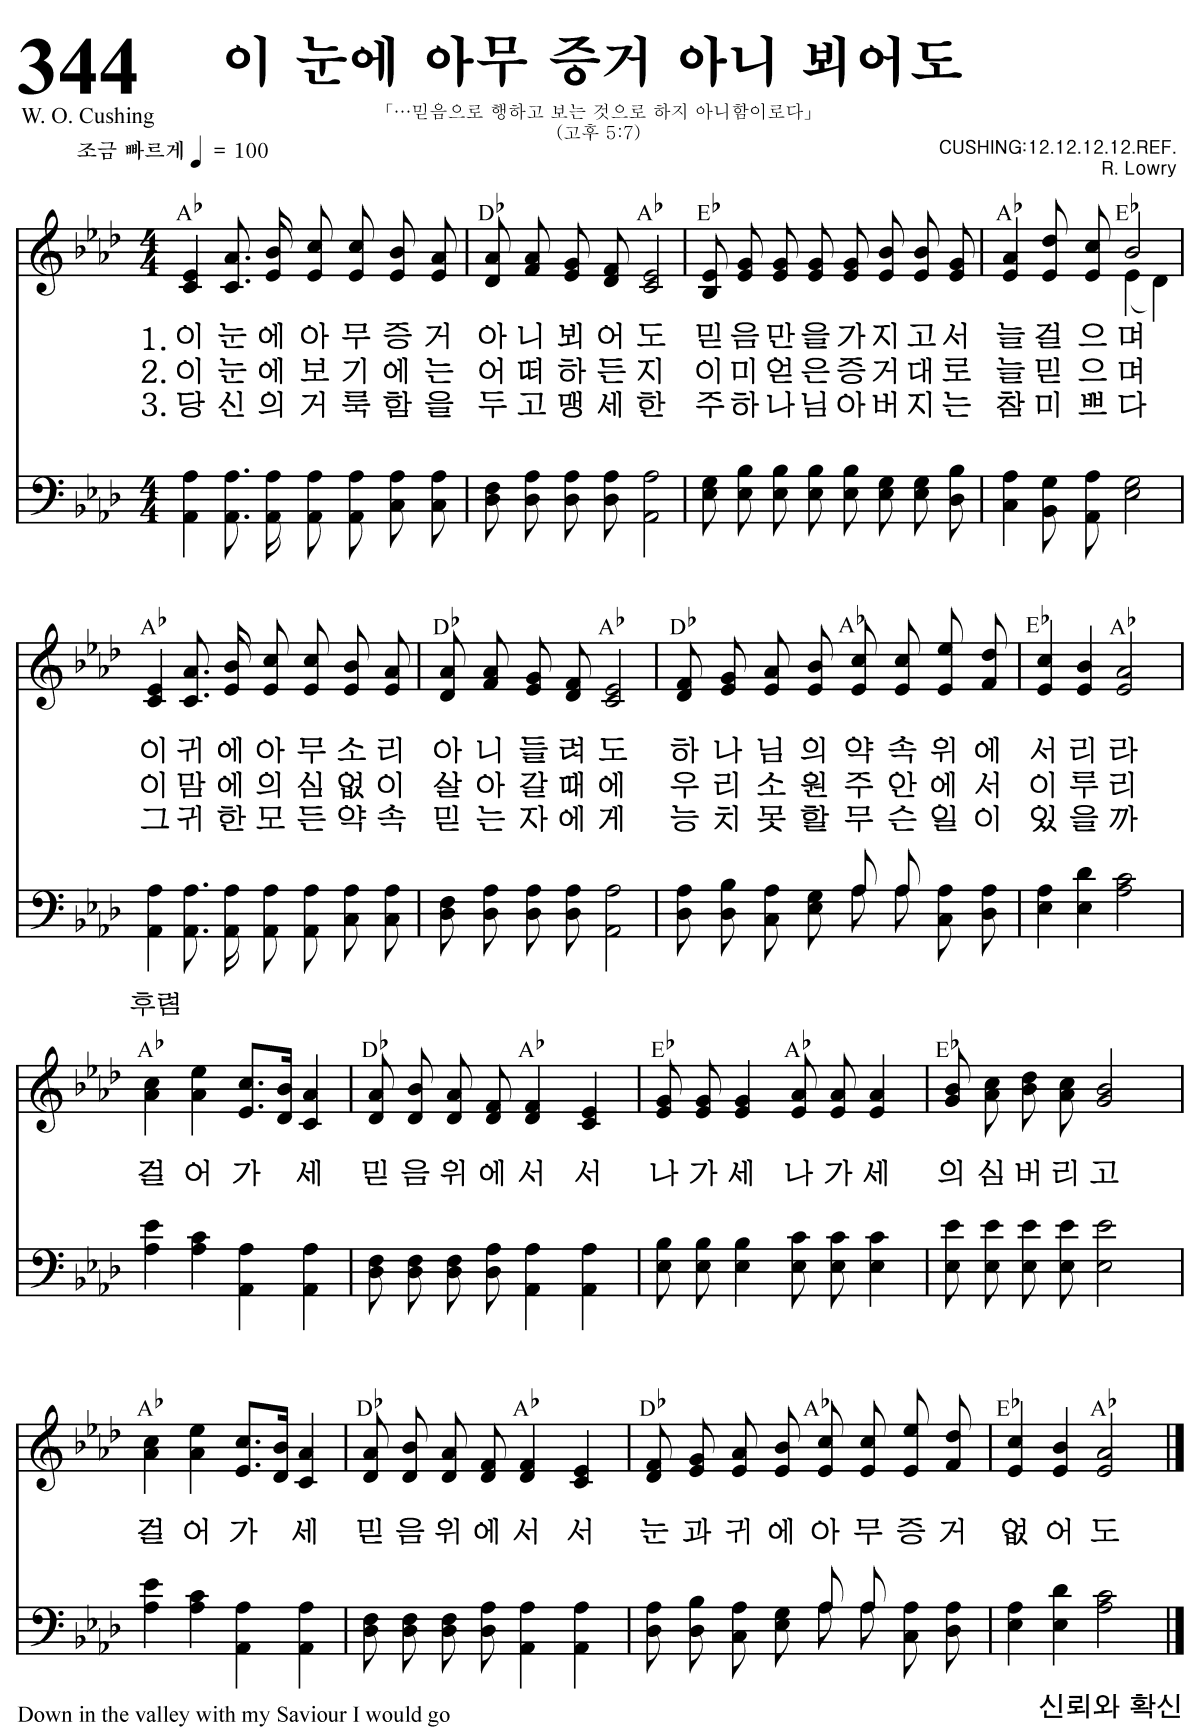 344 이 눈에 아무 증거 아니 뵈어도
W. O. Cushing
「…믿음으로 행하고 보는 것으로 하지 아니함이로다」
(고후 5:7)
조금 빠르게 ♩ = 100
CUSHING:12.12.12.12.REF.
R. Lowry
A♭ D♭ A♭ E♭ A♭ E♭
1. 이 눈 에 아 무 증 거 아 니 뵈 어 도 믿 음 만 을 가 지 고 서 늘 걸 으 며
2. 이 눈 에 보 기 에 는 어 떠 하 든 지 이 미 얻 은 증 거 대 로 늘 믿 으 며
3. 당 신 의 거 룩 함 을 두 고 맹 세 한 주 하 나 님 아 버 지 는 참 미 쁘 다
A♭ D♭ A♭ D♭ A♭ E♭ A♭
이 귀 에 아 무 소 리 아 니 들 려 도 하 나 님 의 약 속 위 에 서 리 라
이 맘 에 의 심 없 이 살 아 갈 때 에 우 리 소 원 주 안 에 서 이 루 리
그 귀 한 모 든 약 속 믿 는 자 에 게 능 치 못 할 무 슨 일 이 있 을 까
후렴
A♭ D♭ A♭ E♭ A♭ E♭
걸 어 가 세 믿 음 위 에 서 서 나 가 세 나 가 세 의 심 버 리 고
A♭ D♭ A♭ D♭ A♭ E♭ A♭
걸 어 가 세 믿 음 위 에 서 서 눈 과 귀 에 아 무 증 거 없 어 도
Down in the valley with my Saviour I would go
신뢰와 확신